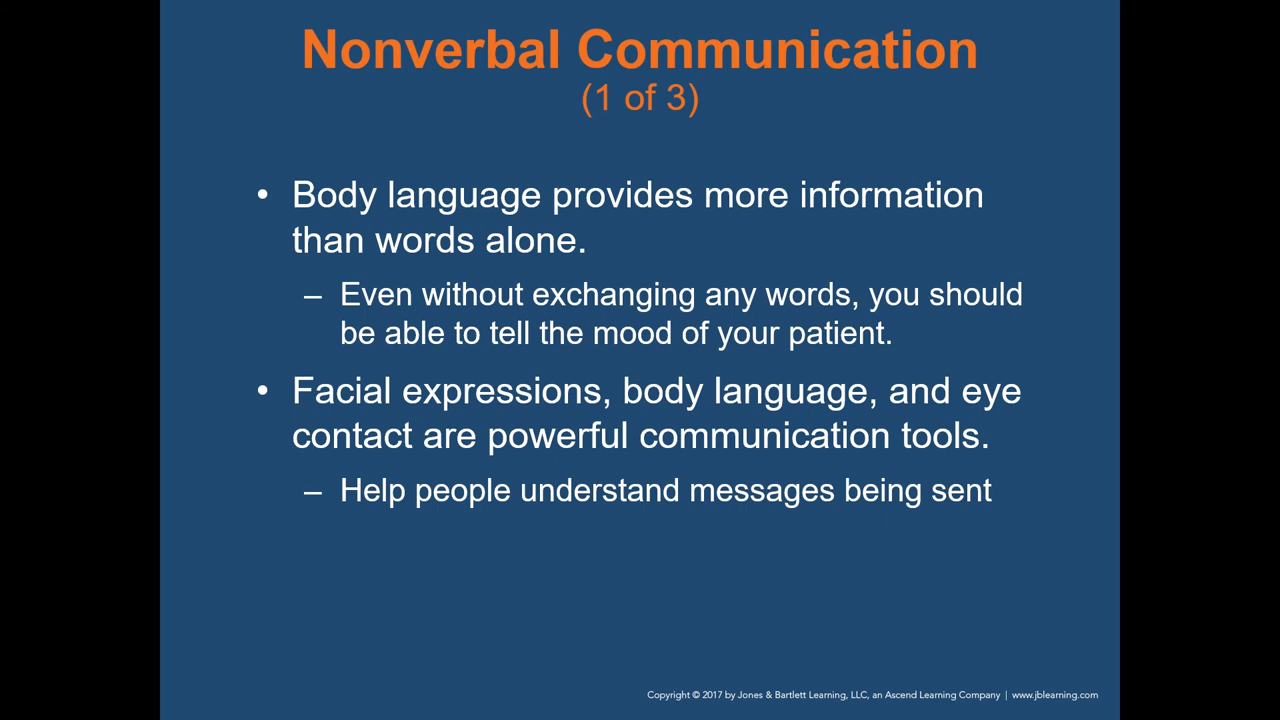 Nonverbal Communication
(1 of 3)
• Body language provides more information
than words alone.
– Even without exchanging any words, you should
be able to tell the mood of your patient.
• Facial expressions, body language, and eye
contact are powerful communication tools.
– Help people understand messages being sent
Copyright © 2017 by Jones & Bartlett Learning, LLC, an Ascend Learning Company | www.jblearning.com